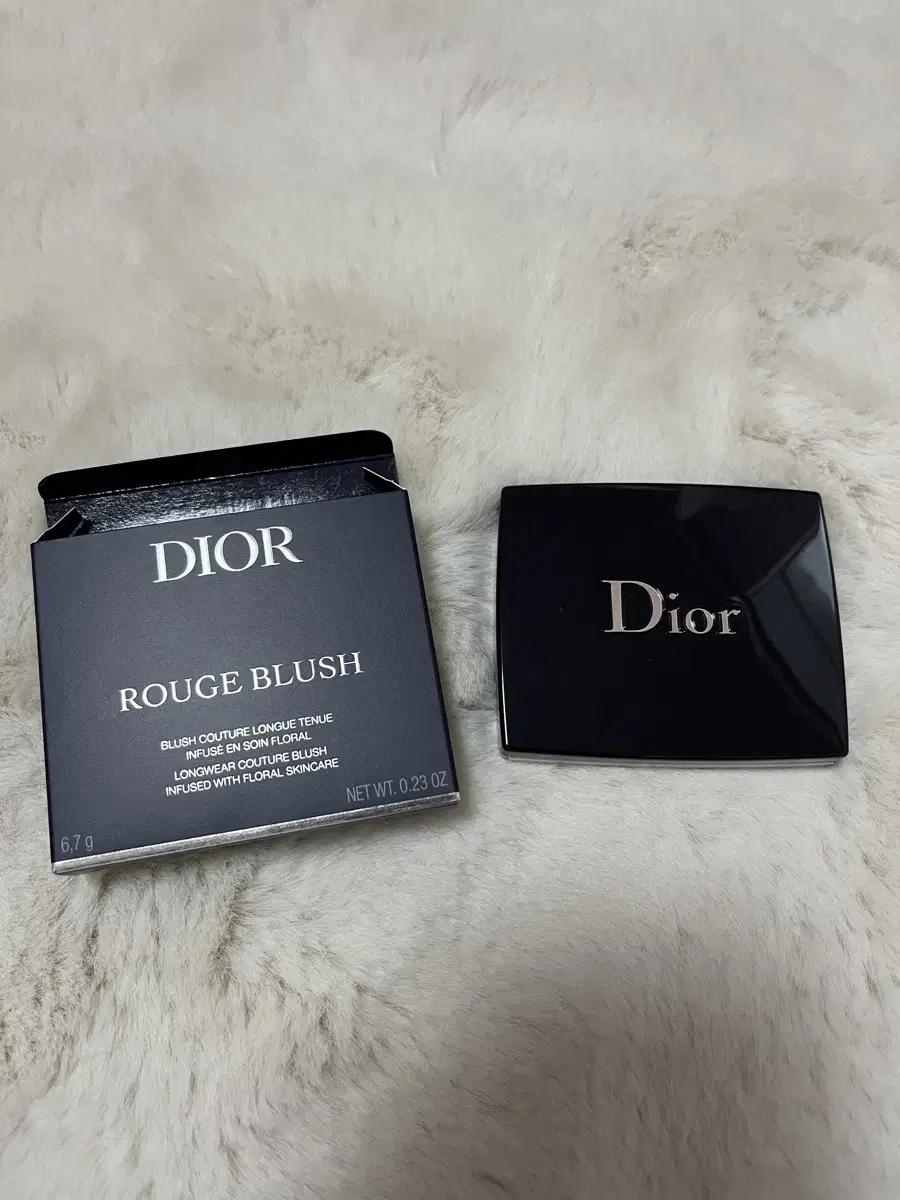 DIOR
ROUGE BLUSH
BLUSH COUTURE LONGUE TENUE
INFUSÉ EN SOIN FLORAL
LONGWEAR COUTURE BLUSH
INFUSED WITH FLORAL SKINCARE
6,7 g
NET WT. 0.23 OZ
Dior